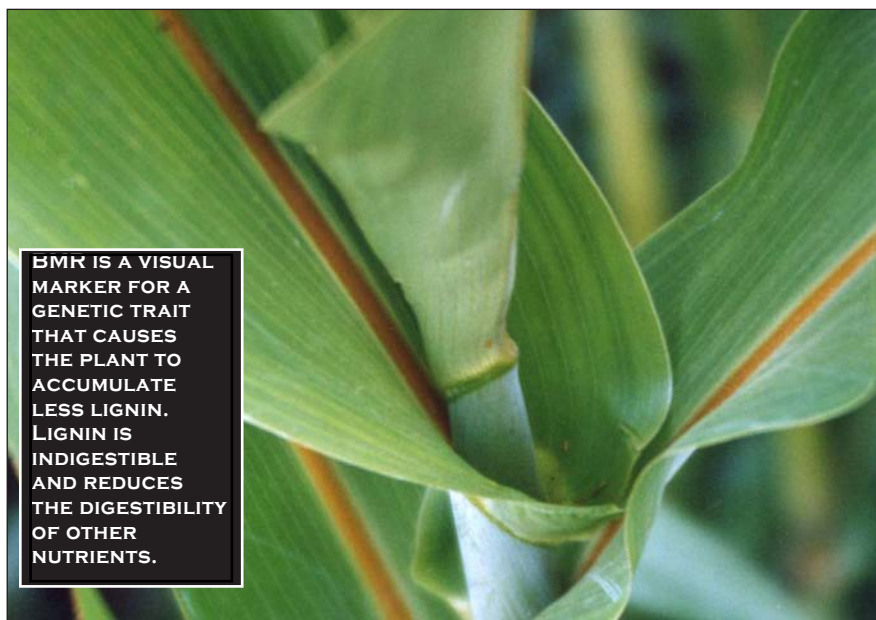 BMR IS A VISUAL
MARKER FOR A
GENETIC TRAIT
THAT CAUSES
THE PLANT TO
ACCUMULATE
LESS LIGNIN.
LIGNIN IS
INDIGESTIBLE
AND REDUCES
THE DIGESTIBILITY
OF OTHER
NUTRIENTS.